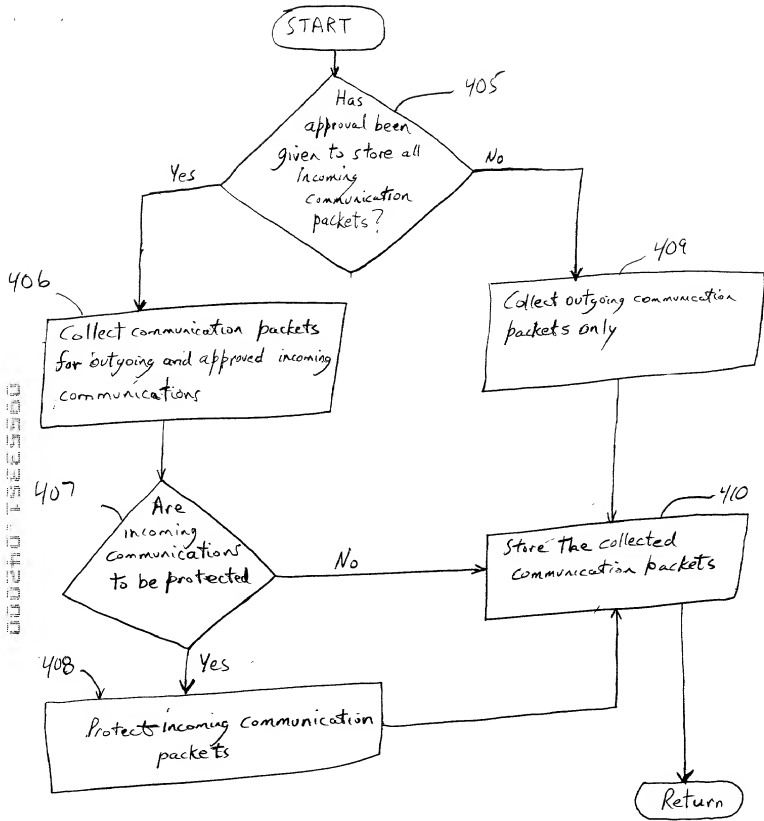 START
405
Has
approval been
given to store all
incoming
communication
packets?
Yes
No
406
409
Collect communication packets
for outgoing and approved incoming
communications
Collect outgoing communication
packets only
407
Are
incoming
communications
to be protected
No
410
Store The collected
communication packets
Yes
408
Protect incoming communication
packets
Return